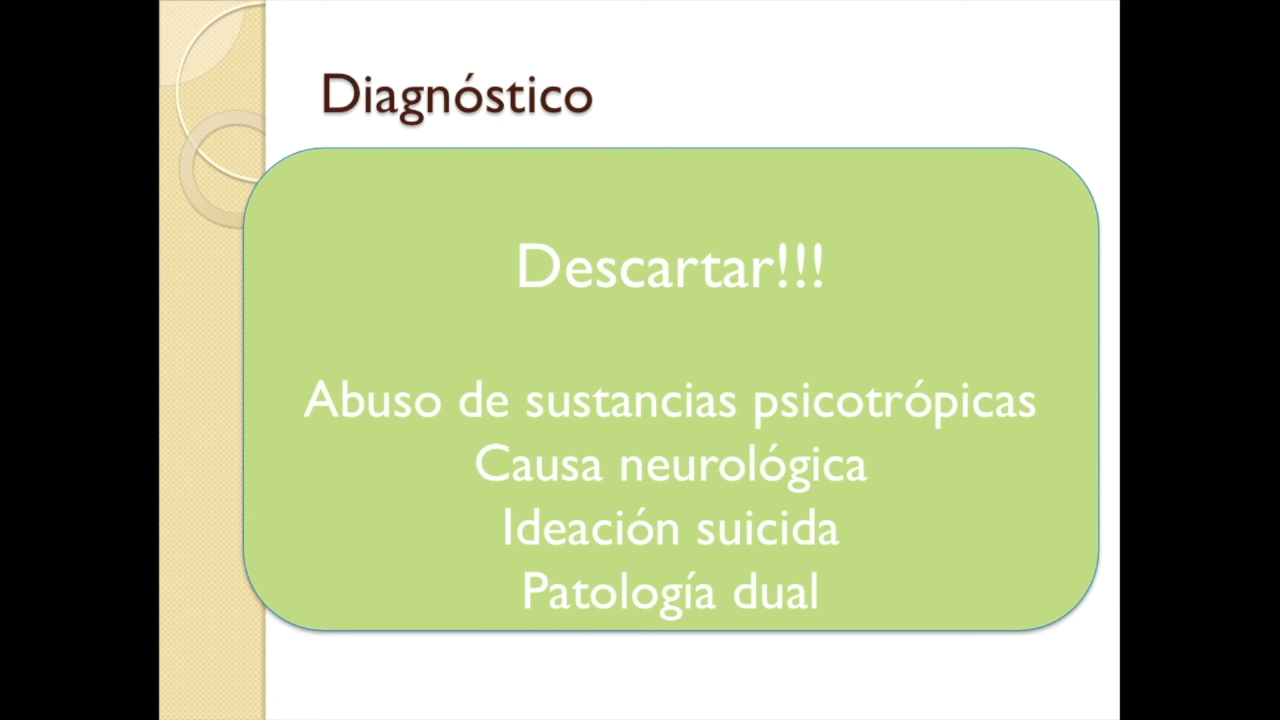 Diagnóstico
Descartar!!!
Abuso de sustancias psicotrópicas
Causa neurológica
Ideación suicida
Patología dual